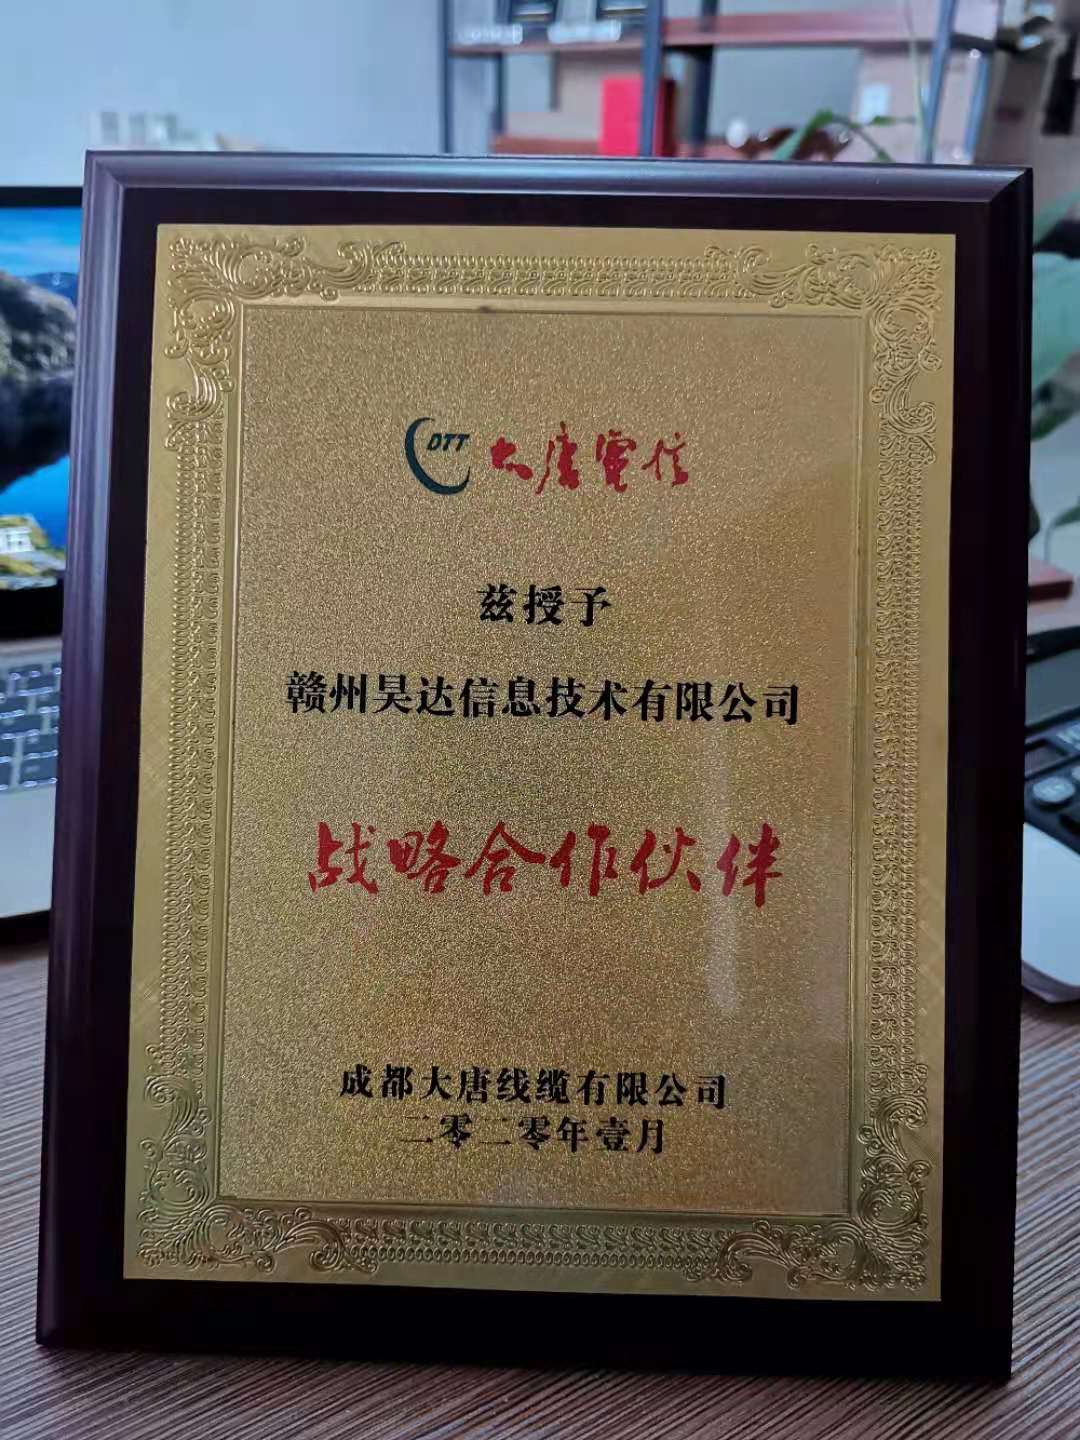 DTT 大唐電信
兹授予
赣州昊达信息技术有限公司
战略合作伙伴
成都大唐线缆有限公司
二零二零年壹月